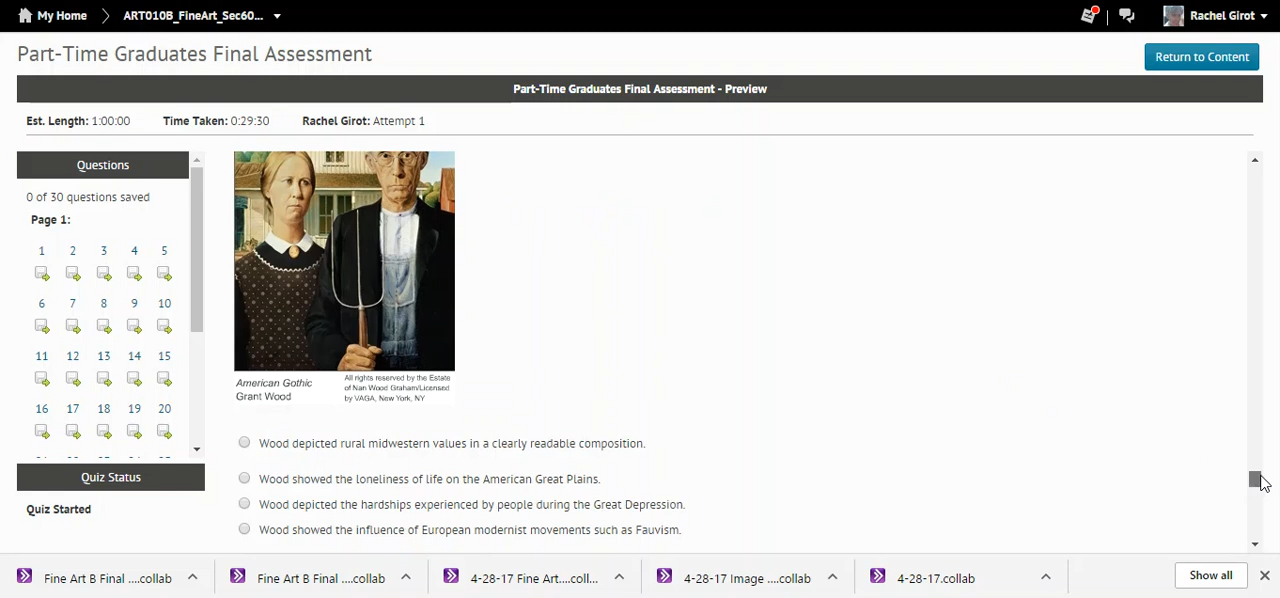 My Home
ART010B_FineArt_Sec60...
Rachel Girot
Part-Time Graduates Final Assessment
Return to Content
Part-Time Graduates Final Assessment - Preview
Est. Length: 1:00:00 Time Taken: 0:29:30 Rachel Girot: Attempt 1
Questions
0 of 30 questions saved
Page 1:
1 2 3 4 5
6 7 8 9 10
11 12 13 14 15
16 17 18 19 20
Quiz Status
Quiz Started
American Gothic
Grant Wood
All rights reserved by the Estate
of Nan Wood Graham/Licensed
by VAGA, New York, NY
Wood depicted rural midwestern values in a clearly readable composition.
Wood showed the loneliness of life on the American Great Plains.
Wood depicted the hardships experienced by people during the Great Depression.
Wood showed the influence of European modernist movements such as Fauvism.
Fine Art B Final ....collab
Fine Art B Final ....collab
4-28-17 Fine Art....coll...
4-28-17 Image ....collab
4-28-17.collab
Show all